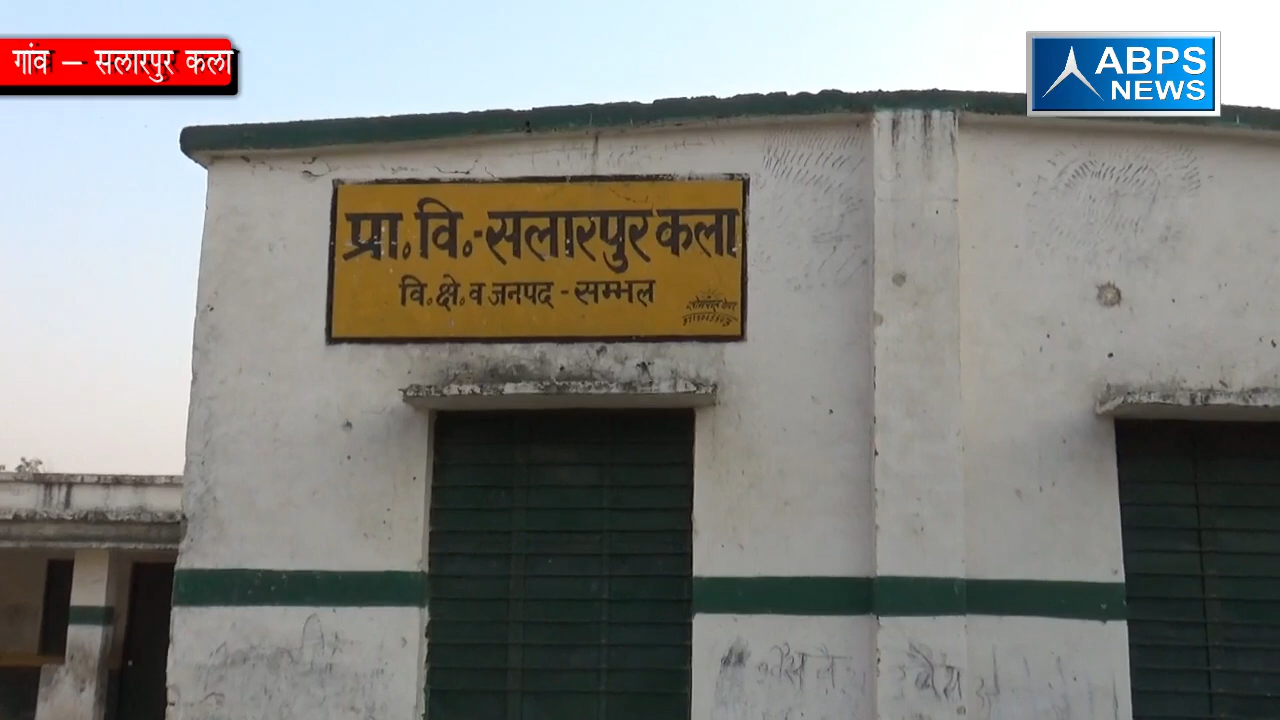 गांव – सलारपुर कला
ABPS
NEWS
प्रा.वि.-सलारपुर कला
वि.क्षे.व जनपद - सम्भल